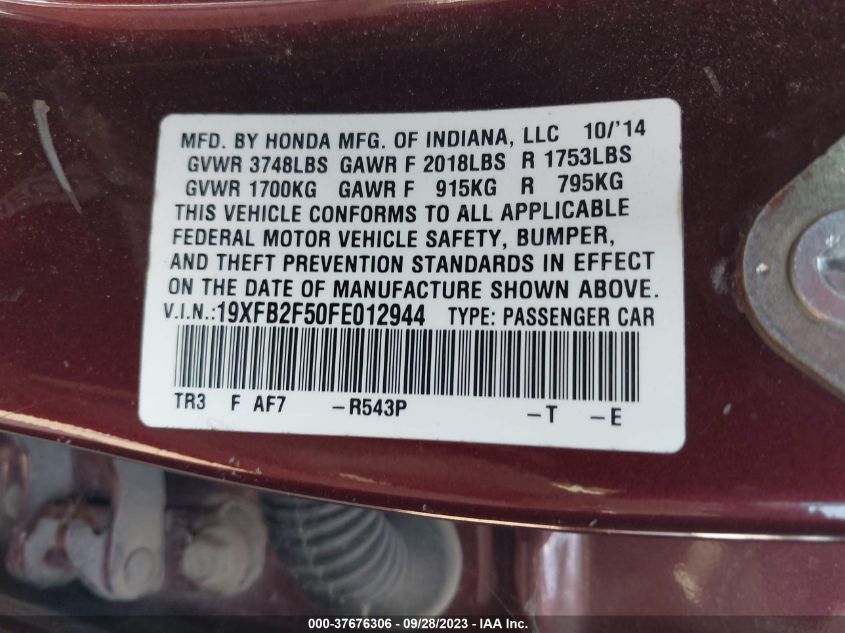 MFD. BY HONDA MFG. OF INDIANA, LLC 10/'14
GVWR 3748LBS GAWR F 2018LBS R 1753LBS
GVWR 1700KG GAWR F 915KG R 795KG
THIS VEHICLE CONFORMS TO ALL APPLICABLE
FEDERAL MOTOR VEHICLE SAFETY, BUMPER,
AND THEFT PREVENTION STANDARDS IN EFFECT
ON THE DATE OF MANUFACTURE SHOWN ABOVE.
V.I.N.:19XFB2F50FE012944 TYPE: PASSENGER CAR
TR3 F AF7 –R543P –T –E
000-37676306 - 09/28/2023 - IAA Inc.